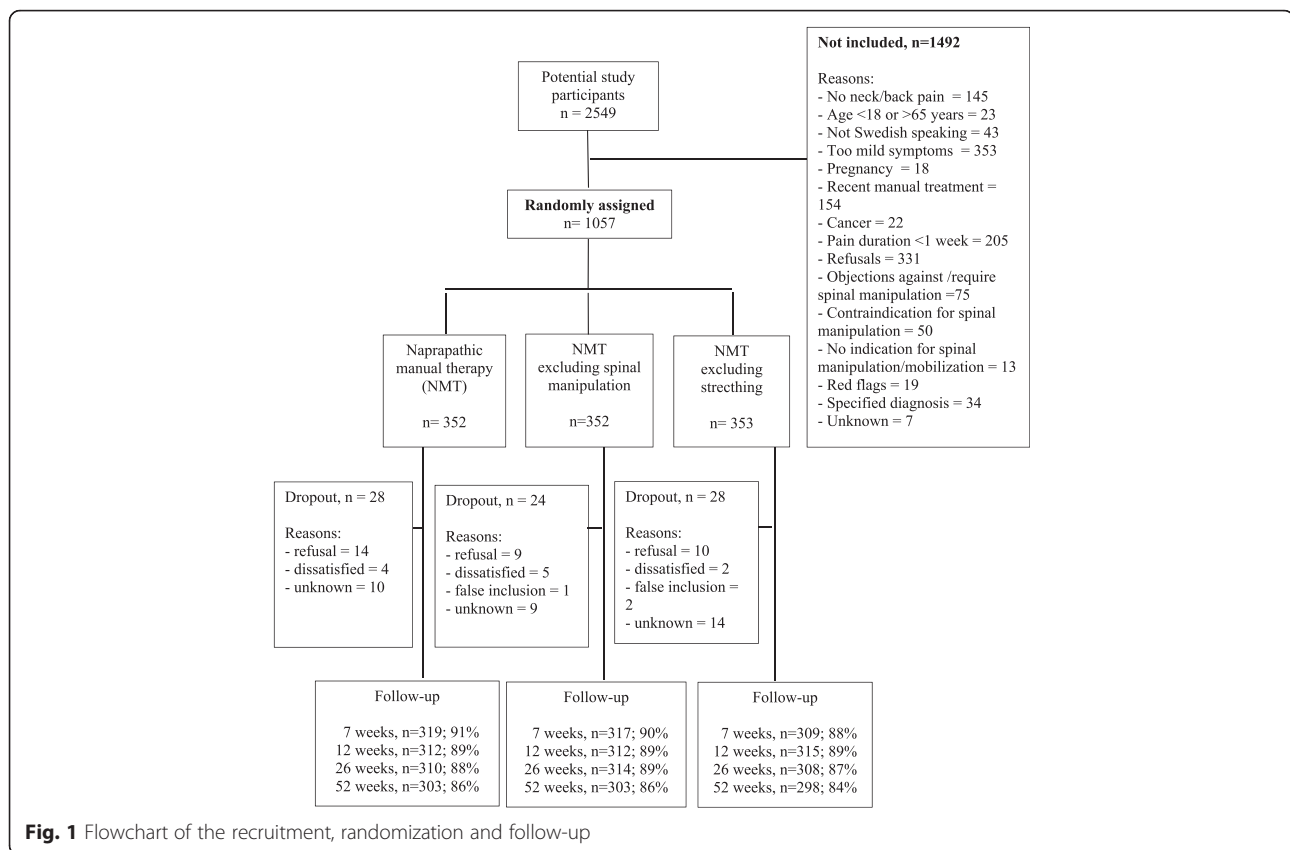 Potential study
participants
n = 2549
Not included, n=1492
Reasons:
- No neck/back pain = 145
- Age <18 or >65 years = 23
- Not Swedish speaking = 43
- Too mild symptoms = 353
- Pregnancy = 18
- Recent manual treatment =
154
- Cancer = 22
- Pain duration <1 week = 205
- Refusals = 331
- Objections against /require
spinal manipulation =75
- Contraindication for spinal
manipulation = 50
- No indication for spinal
manipulation/mobilization = 13
- Red flags = 19
- Specified diagnosis = 34
- Unknown = 7
Randomly assigned
n= 1057
Naprapathic
manual therapy
(NMT)
n= 352
NMT
excluding spinal
manipulation
n=352
NMT
excluding
strecthing
n= 353
Dropout, n = 28
Reasons:
- refusal = 14
- dissatisfied = 4
- unknown = 10
Dropout, n = 24
Reasons:
- refusal = 9
- dissatisfied = 5
- false inclusion = 1
- unknown = 9
Dropout, n = 28
Reasons:
- refusal = 10
- dissatisfied = 2
- false inclusion =
2
- unknown = 14
Follow-up
7 weeks, n=319; 91%
12 weeks, n=312; 89%
26 weeks, n=310; 88%
52 weeks, n=303; 86%
Follow-up
7 weeks, n=317; 90%
12 weeks, n=312; 89%
26 weeks, n=314; 89%
52 weeks, n=303; 86%
Follow-up
7 weeks, n=309; 88%
12 weeks, n=315; 89%
26 weeks, n=308; 87%
52 weeks, n=298; 84%
Fig. 1 Flowchart of the recruitment, randomization and follow-up